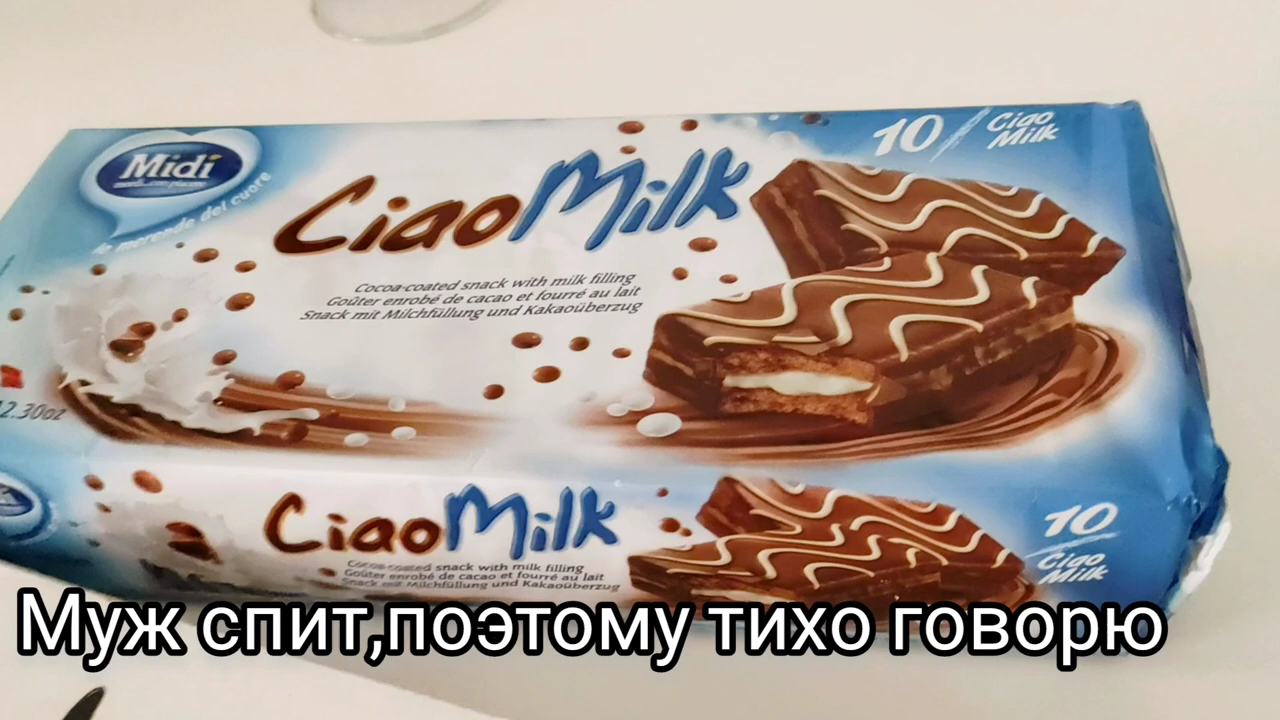 Midi
le merende del cuore
CiaoMilk
10/Ciao
Milk
Cocoa-coated snack with milk filling
Goûter enrobé de cacao et fourré au lait
Snack mit Milchfüllung und Kakaoüberzug
2.30oz
CiaoMilk
Cocoa-coated snack with milk filling
Goûter enrobé de cacao et fourré au lait
Snack mit Milchfüllung und Kakaoüberzug
10
Ciao
Milk
Муж спит,поэтому тихо говорю